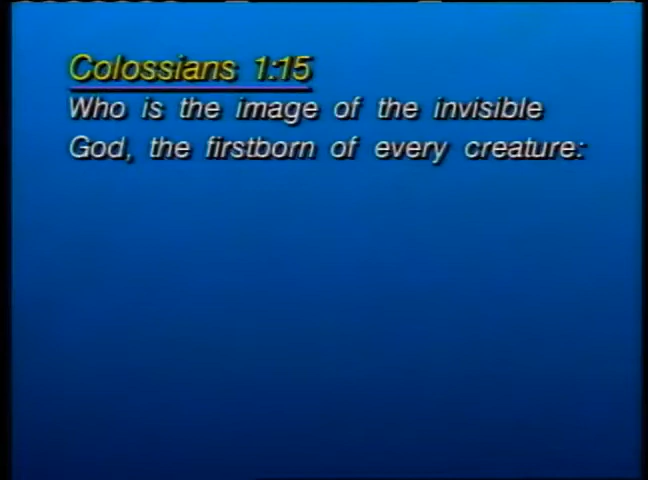 Colossians 1:15
Who is the image of the invisible
God, the firstborn of every creature: